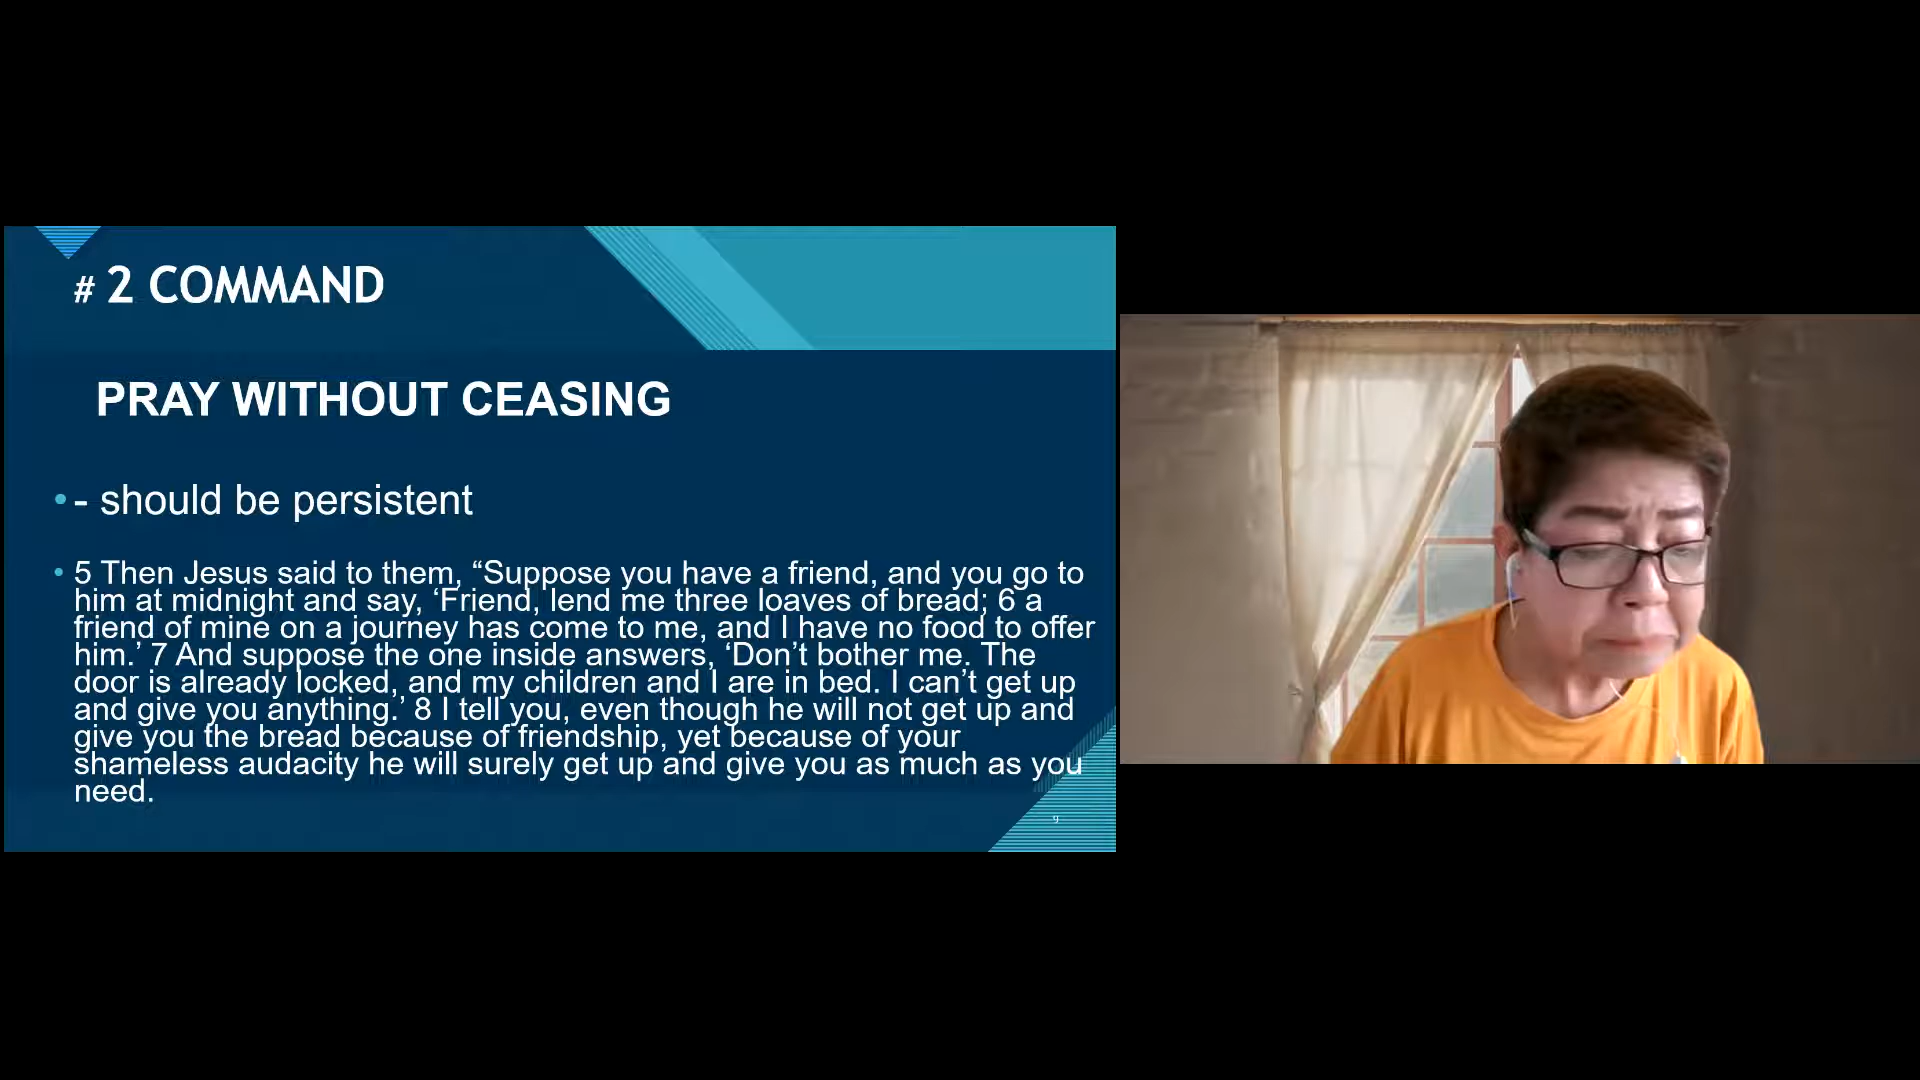 # 2 COMMAND
PRAY WITHOUT CEASING
• - should be persistent
• 5 Then Jesus said to them, “Suppose you have a friend, and you go to
him at midnight and say, ‘Friend, lend me three loaves of bread; 6 a
friend of mine on a journey has come to me, and I have no food to offer
him.’ 7 And suppose the one inside answers, ‘Don’t bother me. The
door is already locked, and my children and I are in bed. I can’t get up
and give you anything.’ 8 I tell you, even though he will not get up and
give you the bread because of friendship, yet because of your
shameless audacity he will surely get up and give you as much as you
need.
9